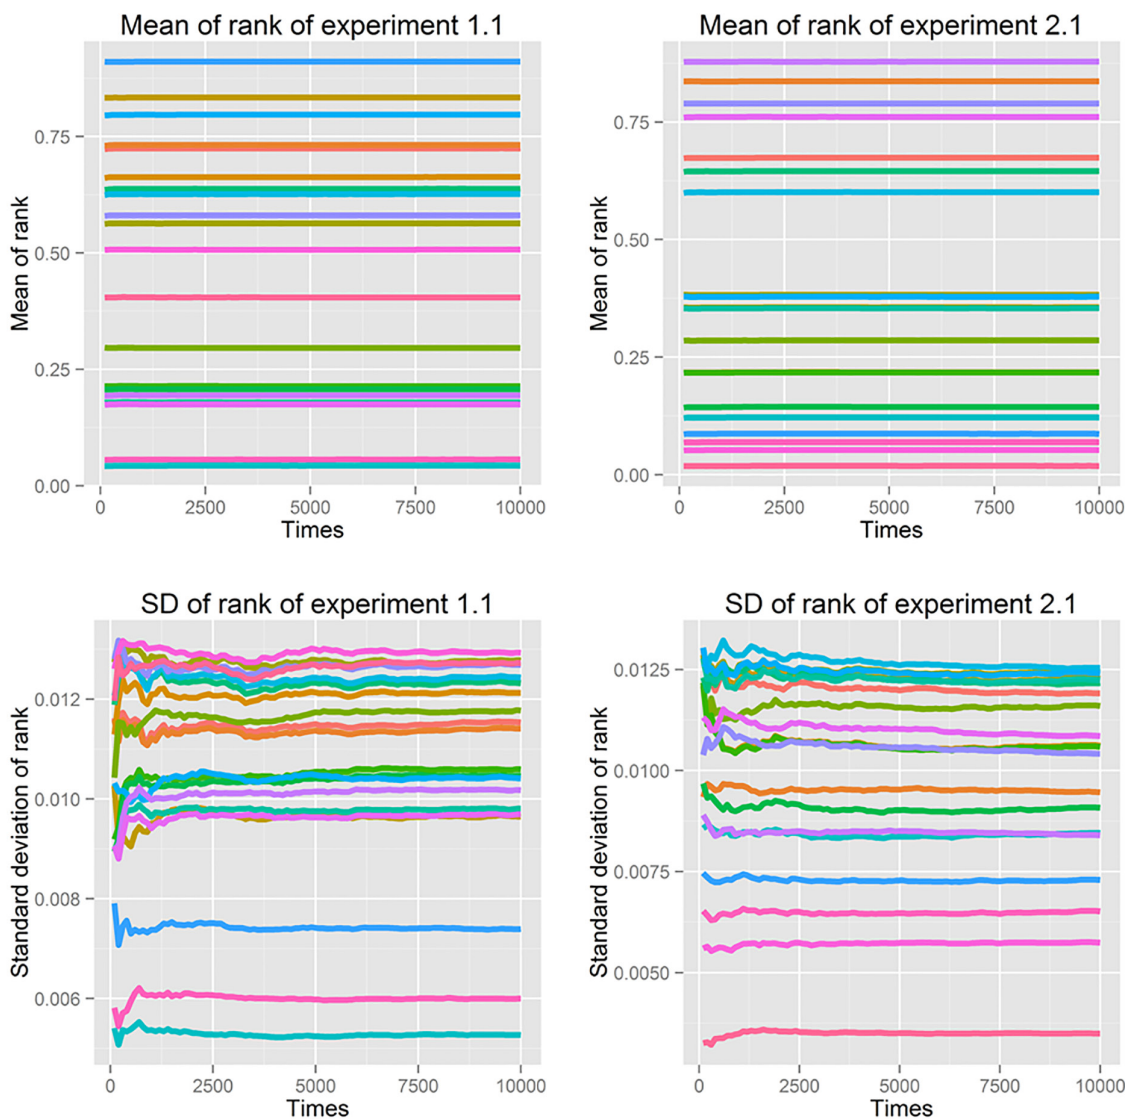 Mean of rank of experiment 1.1
Mean of rank
0.75
0.50
0.25
0.00
0 2500 5000 7500 10000
Times
Mean of rank of experiment 2.1
Mean of rank
0.75
0.50
0.25
0.00
0 2500 5000 7500 10000
Times
SD of rank of experiment 1.1
Standard deviation of rank
0.012
0.010
0.008
0.006
0 2500 5000 7500 10000
Times
SD of rank of experiment 2.1
Standard deviation of rank
0.0125
0.0100
0.0075
0.0050
0 2500 5000 7500 10000
Times